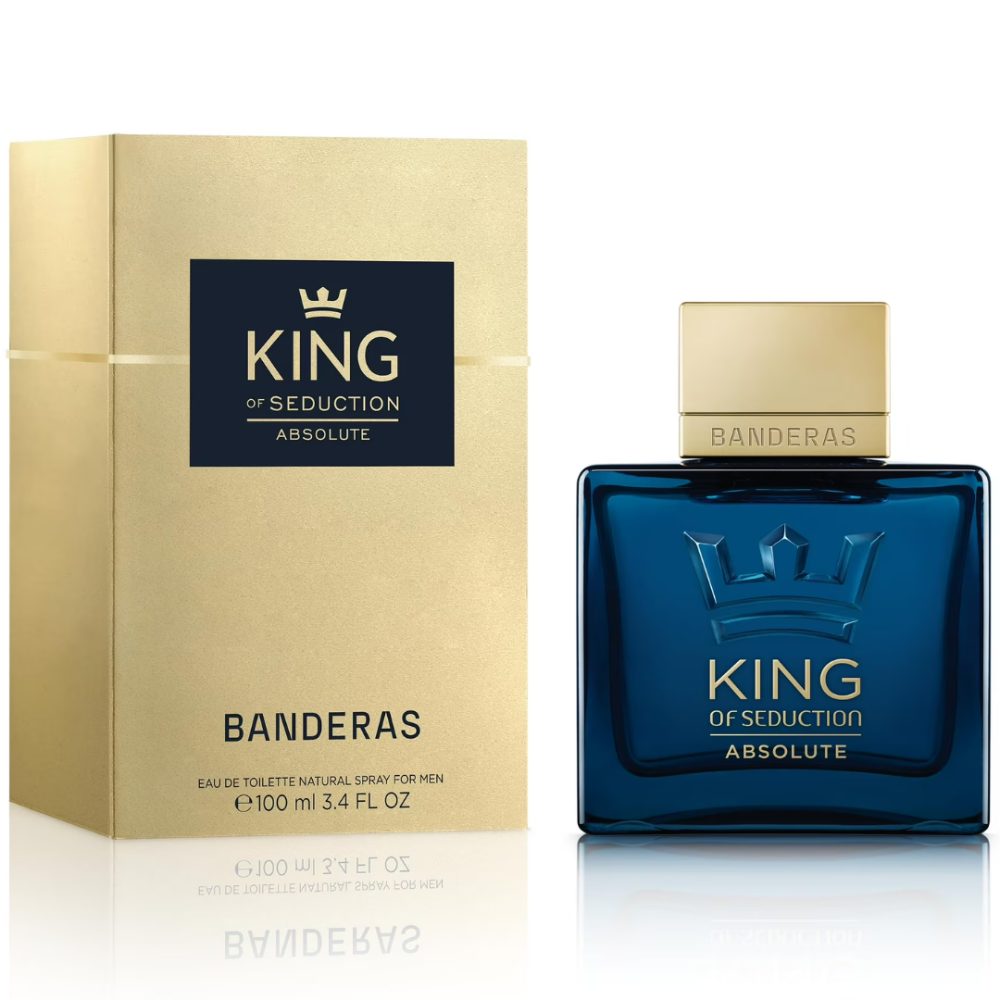 KING
OF SEDUCTION
ABSOLUTE
BANDERAS
EAU DE TOILETTE NATURAL SPRAY FOR MEN
℮100 ml 3.4 FL OZ
BANDERAS
KING
OF SEDUCTION
ABSOLUTE